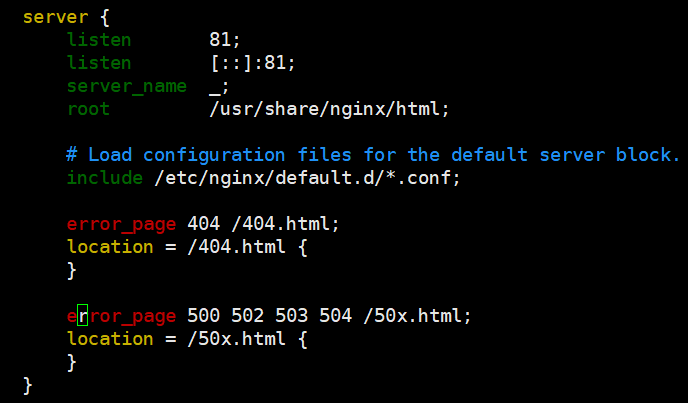 server {
    listen       81;
    listen       [::]:81;
    server_name  _;
    root         /usr/share/nginx/html;

    # Load configuration files for the default server block.
    include /etc/nginx/default.d/*.conf;

    error_page 404 /404.html;
    location = /404.html {
    }

    error_page 500 502 503 504 /50x.html;
    location = /50x.html {
    }
}